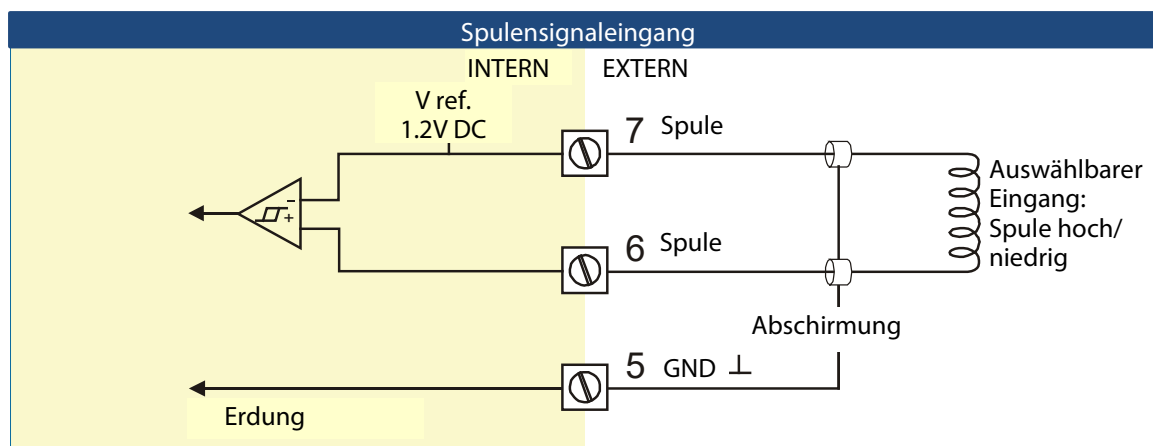 Spulensignaleingang
INTERN EXTERN
V ref.
1.2V DC
7 Spule
Auswählbarer
Eingang:
Spule hoch/
niedrig
6 Spule
Abschirmung
5 GND ⊥
Erdung